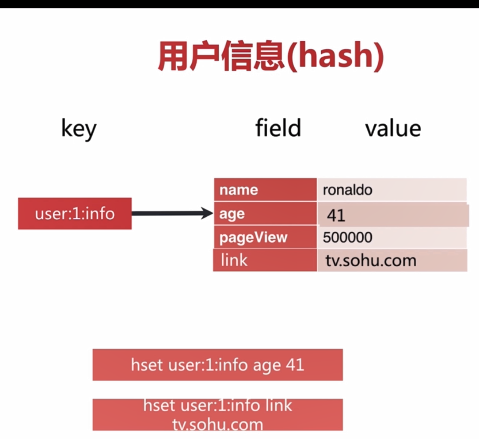 用户信息(hash)
key field value
name ronaldo
user:1:info age 41
pageView 500000
link tv.sohu.com
hset user:1:info age 41
hset user:1:info link
tv.sohu.com